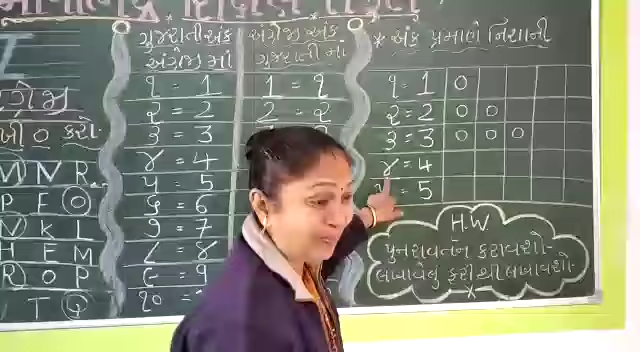 ગુજરાતી અંક
અંગ્રેજી માં
૧ = 1
૨ = 2
૩ = 3
૪ = 4
૫ = 5
૬ = 6
૭ = 7
૮ = 8
૯ = 9
૧૦ =
અંગ્રેજી અંક
ગુજરાતી માં
1 = ૧
2 = ૨
* અંક પ્રમાણે નિશાની
૧ = 1 O
૨ = 2 O O
૩ = 3 O O O
૪ = 4
૫ = 5
H.W
પુનરાવર્તન કરાવશો.
લખાવેલું ફરીથી લખાવશો.
O કરો.
M N R
P F O
N K L
H E M
R O P
I T Q